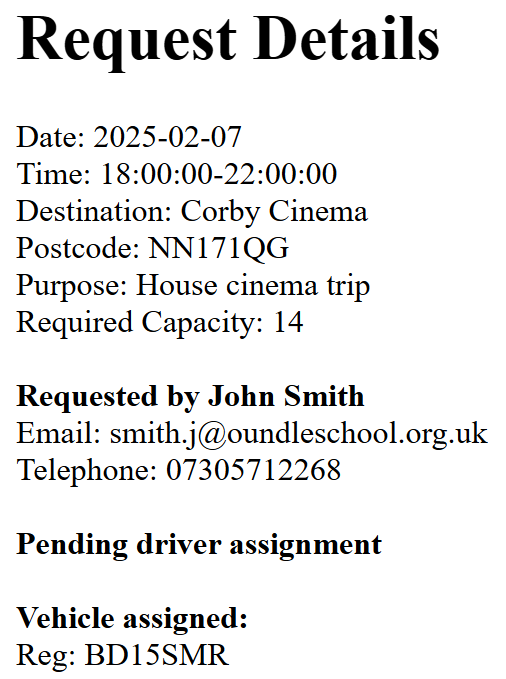 Request Details
Date: 2025-02-07
Time: 18:00:00-22:00:00
Destination: Corby Cinema
Postcode: NN171QG
Purpose: House cinema trip
Required Capacity: 14
Requested by John Smith
Email: smith.j@oundleschool.org.uk
Telephone: 07305712268
Pending driver assignment
Vehicle assigned:
Reg: BD15SMR